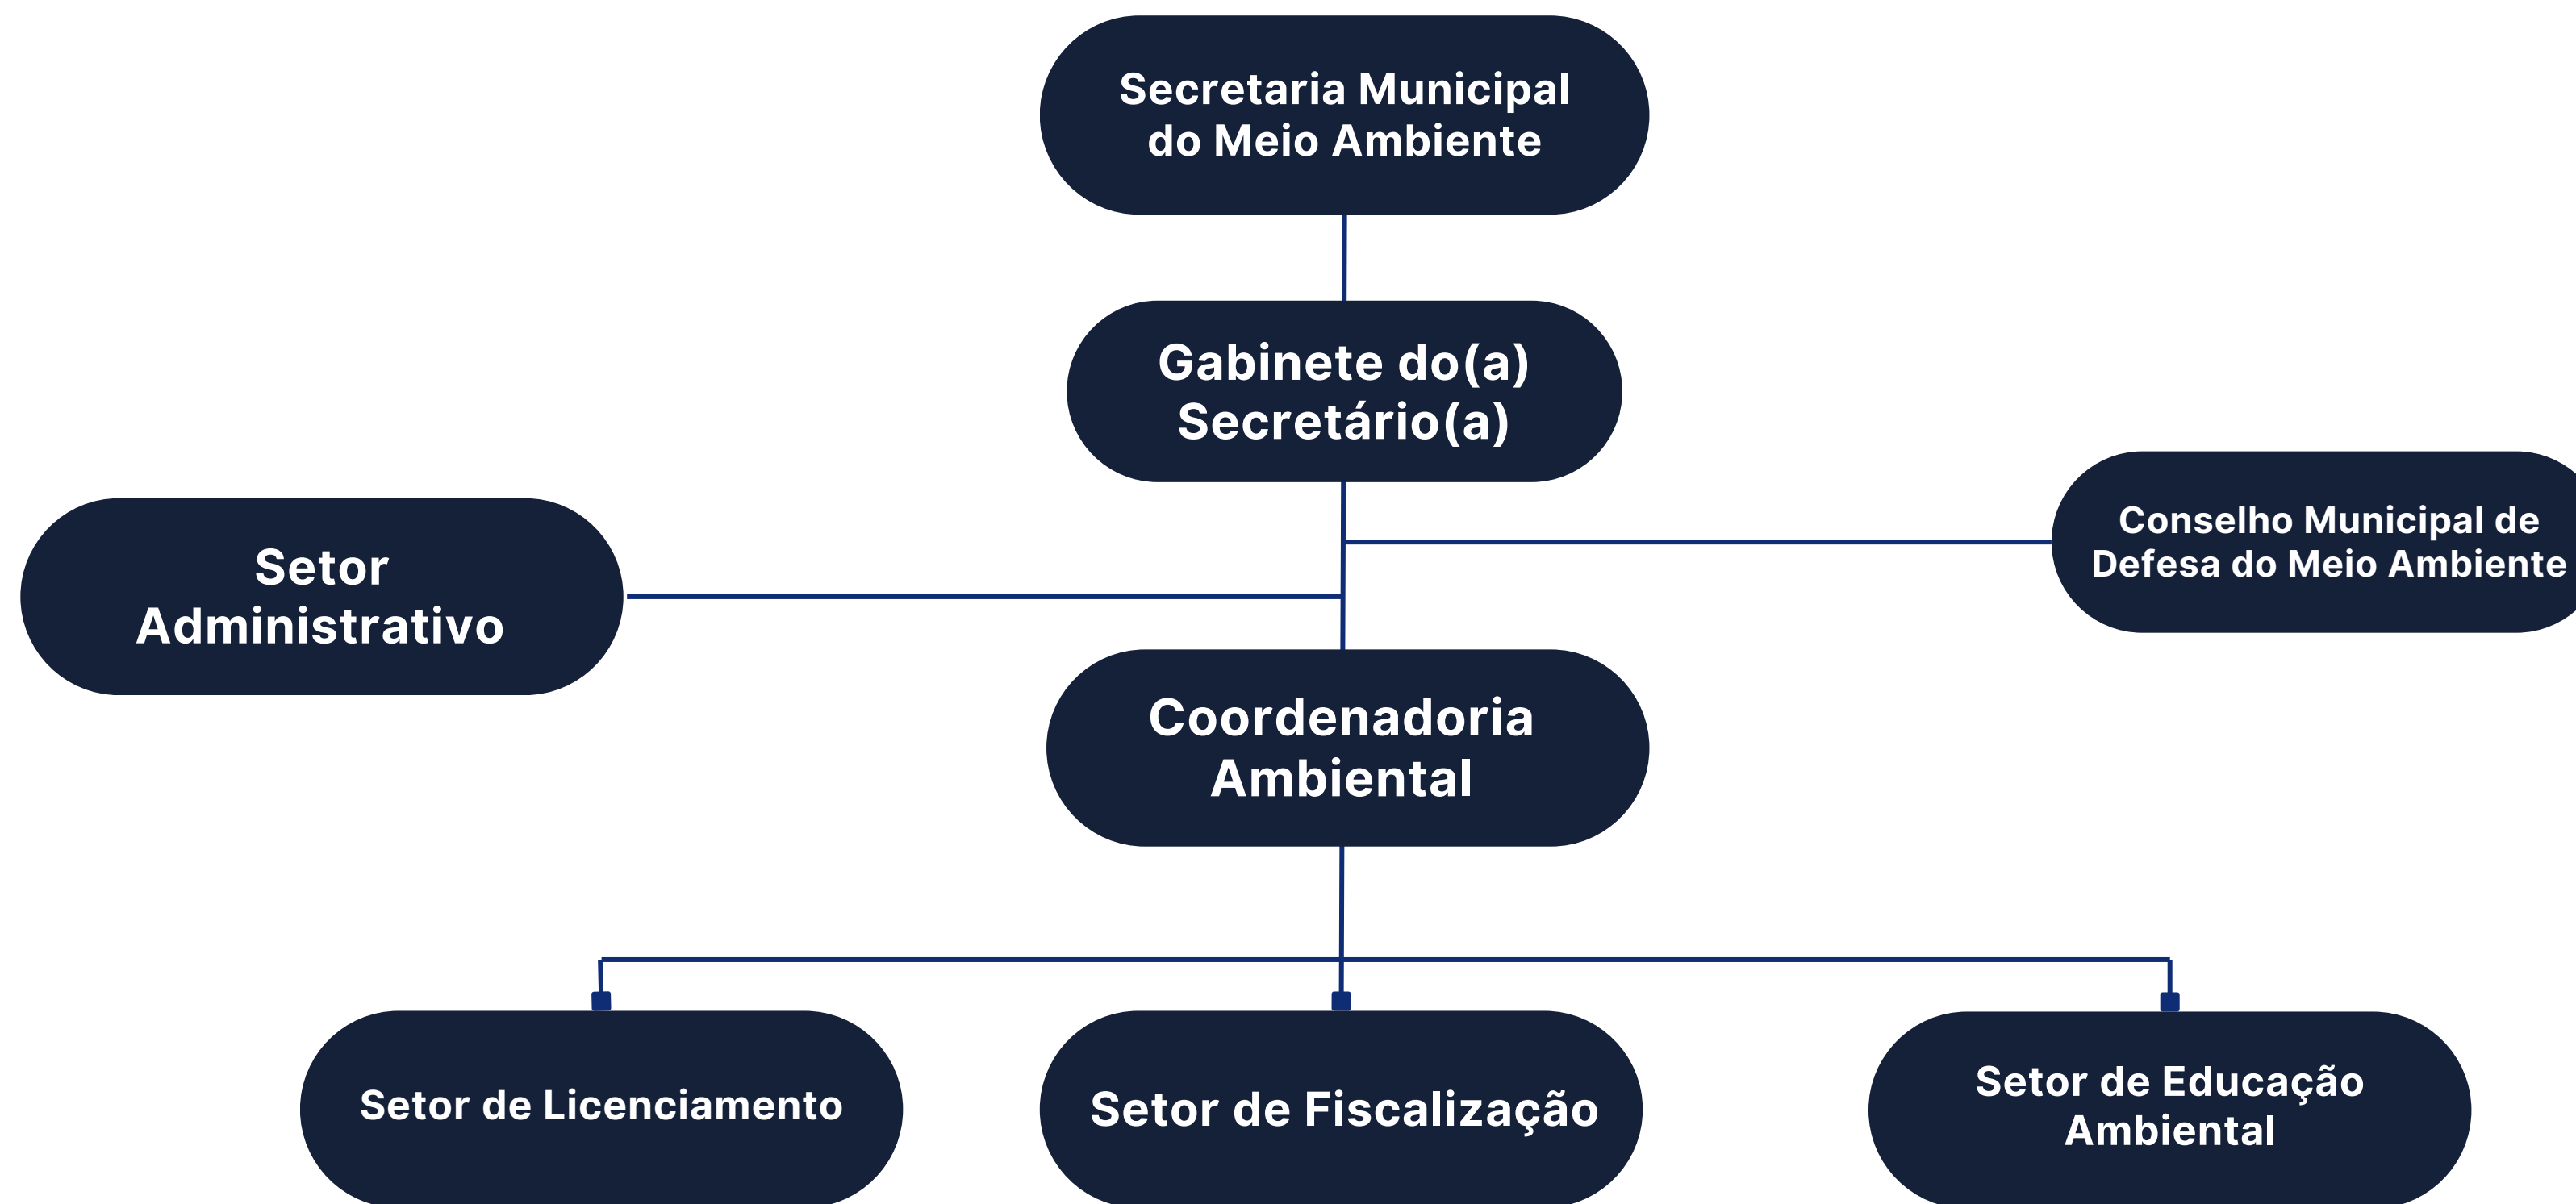 Secretaria Municipal
do Meio Ambiente
Gabinete do(a)
Secretário(a)
Conselho Municipal de
Defesa do Meio Ambiente
Setor
Administrativo
Coordenadoria
Ambiental
Setor de Licenciamento
Setor de Fiscalização
Setor de Educação
Ambiental